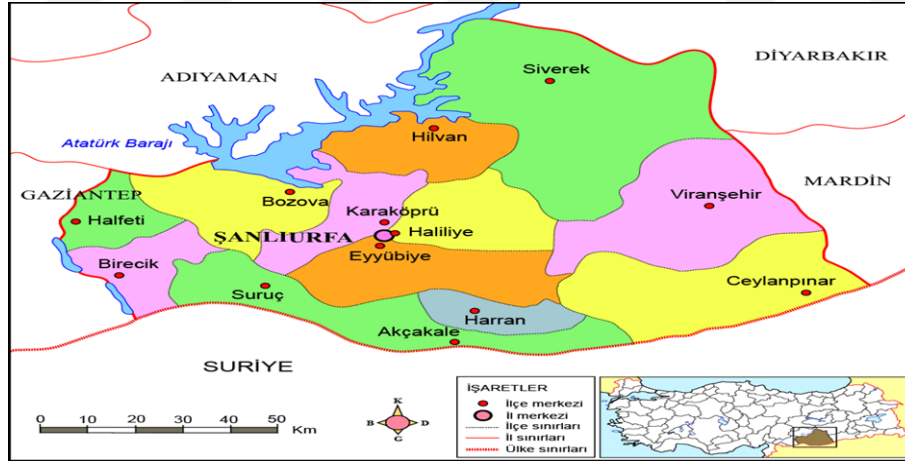 DİYARBAKIR
Siverek
ADIYAMAN
Hilvan
Atatürk Barajı
MARDİN
GAZİANTEP
Viranşehir
Bozova
Halfeti
Karaköprü
ŞANLIURFA
Haliliye
Eyyübiye
Birecik
Ceylanpınar
Suruç
Harran
Akçakale
SURİYE
İŞARETLER
İlçe merkezi
İl merkezi
İlçe sınırları
İl sınırları
Ülke sınırları
K
B D
G
0 10 20 30 40 50 Km